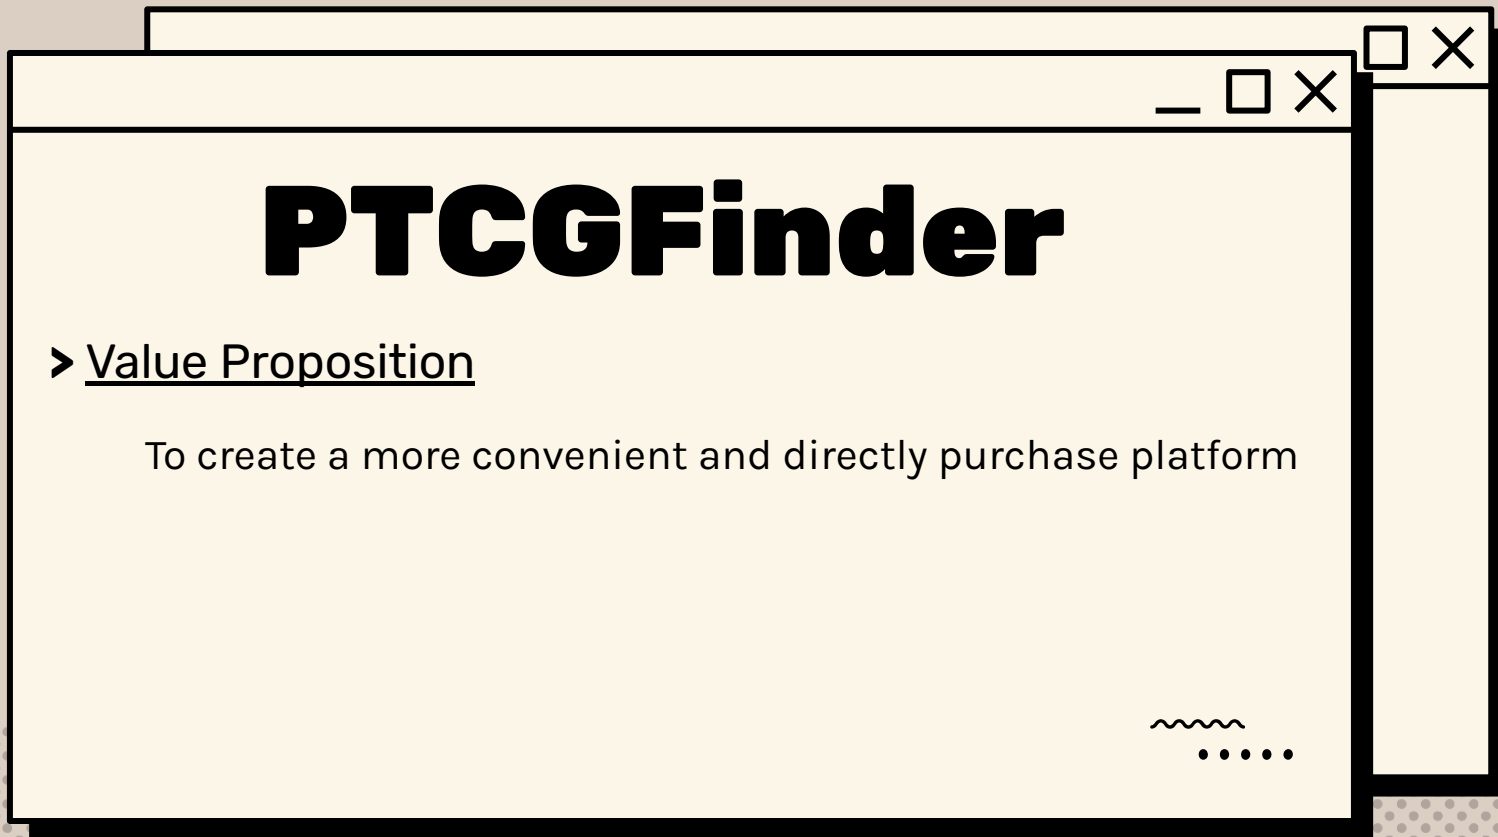 PTCGFinder
> Value Proposition
To create a more convenient and directly purchase platform